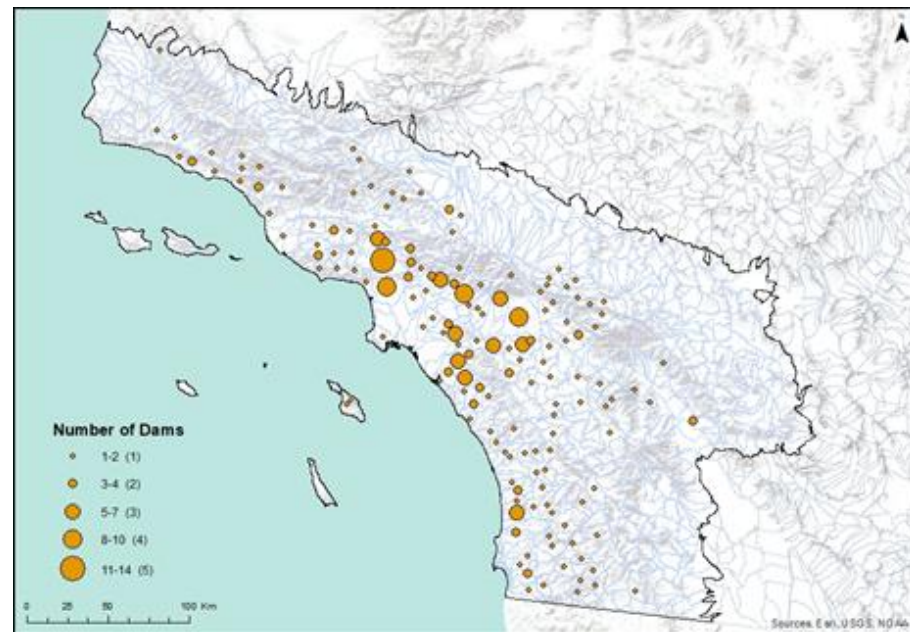 Number of Dams
1-2 (1)
3-4 (2)
5-7 (3)
8-10 (4)
11-14 (5)
0 25 50 100 Km
Sources: Esri, USGS, NOAA